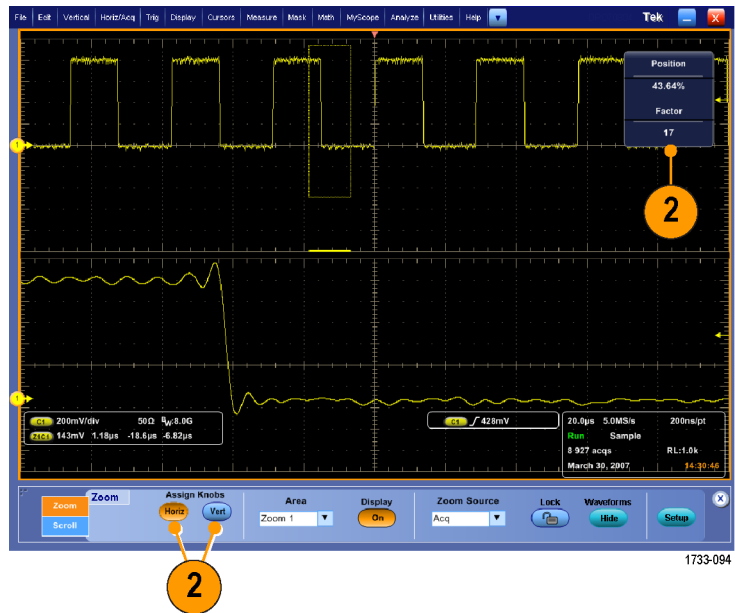 File Edit Vertical Horiz/Acq Trig Display Cursors Measure Mask Math MyScope Analyze Utilities Help Tek X
Position
43.64%
Factor
17
1
2
1
C1 200mV/div 50Ω BW:8.0G
Z1C1 143mV 1.18µs -18.6µs -6.82µs
C1 428mV
20.0µs 5.0MS/s 200ns/pt
Run Sample
8 927 acqs RL:1.0k
March 30, 2007 14:30:46
Zoom
Scroll
Zoom
Assign Knobs
Horiz Vert
Area
Zoom 1
Display
On
Zoom Source
Acq
Lock
Waveforms
Hide
Setup
X
1733-094
2